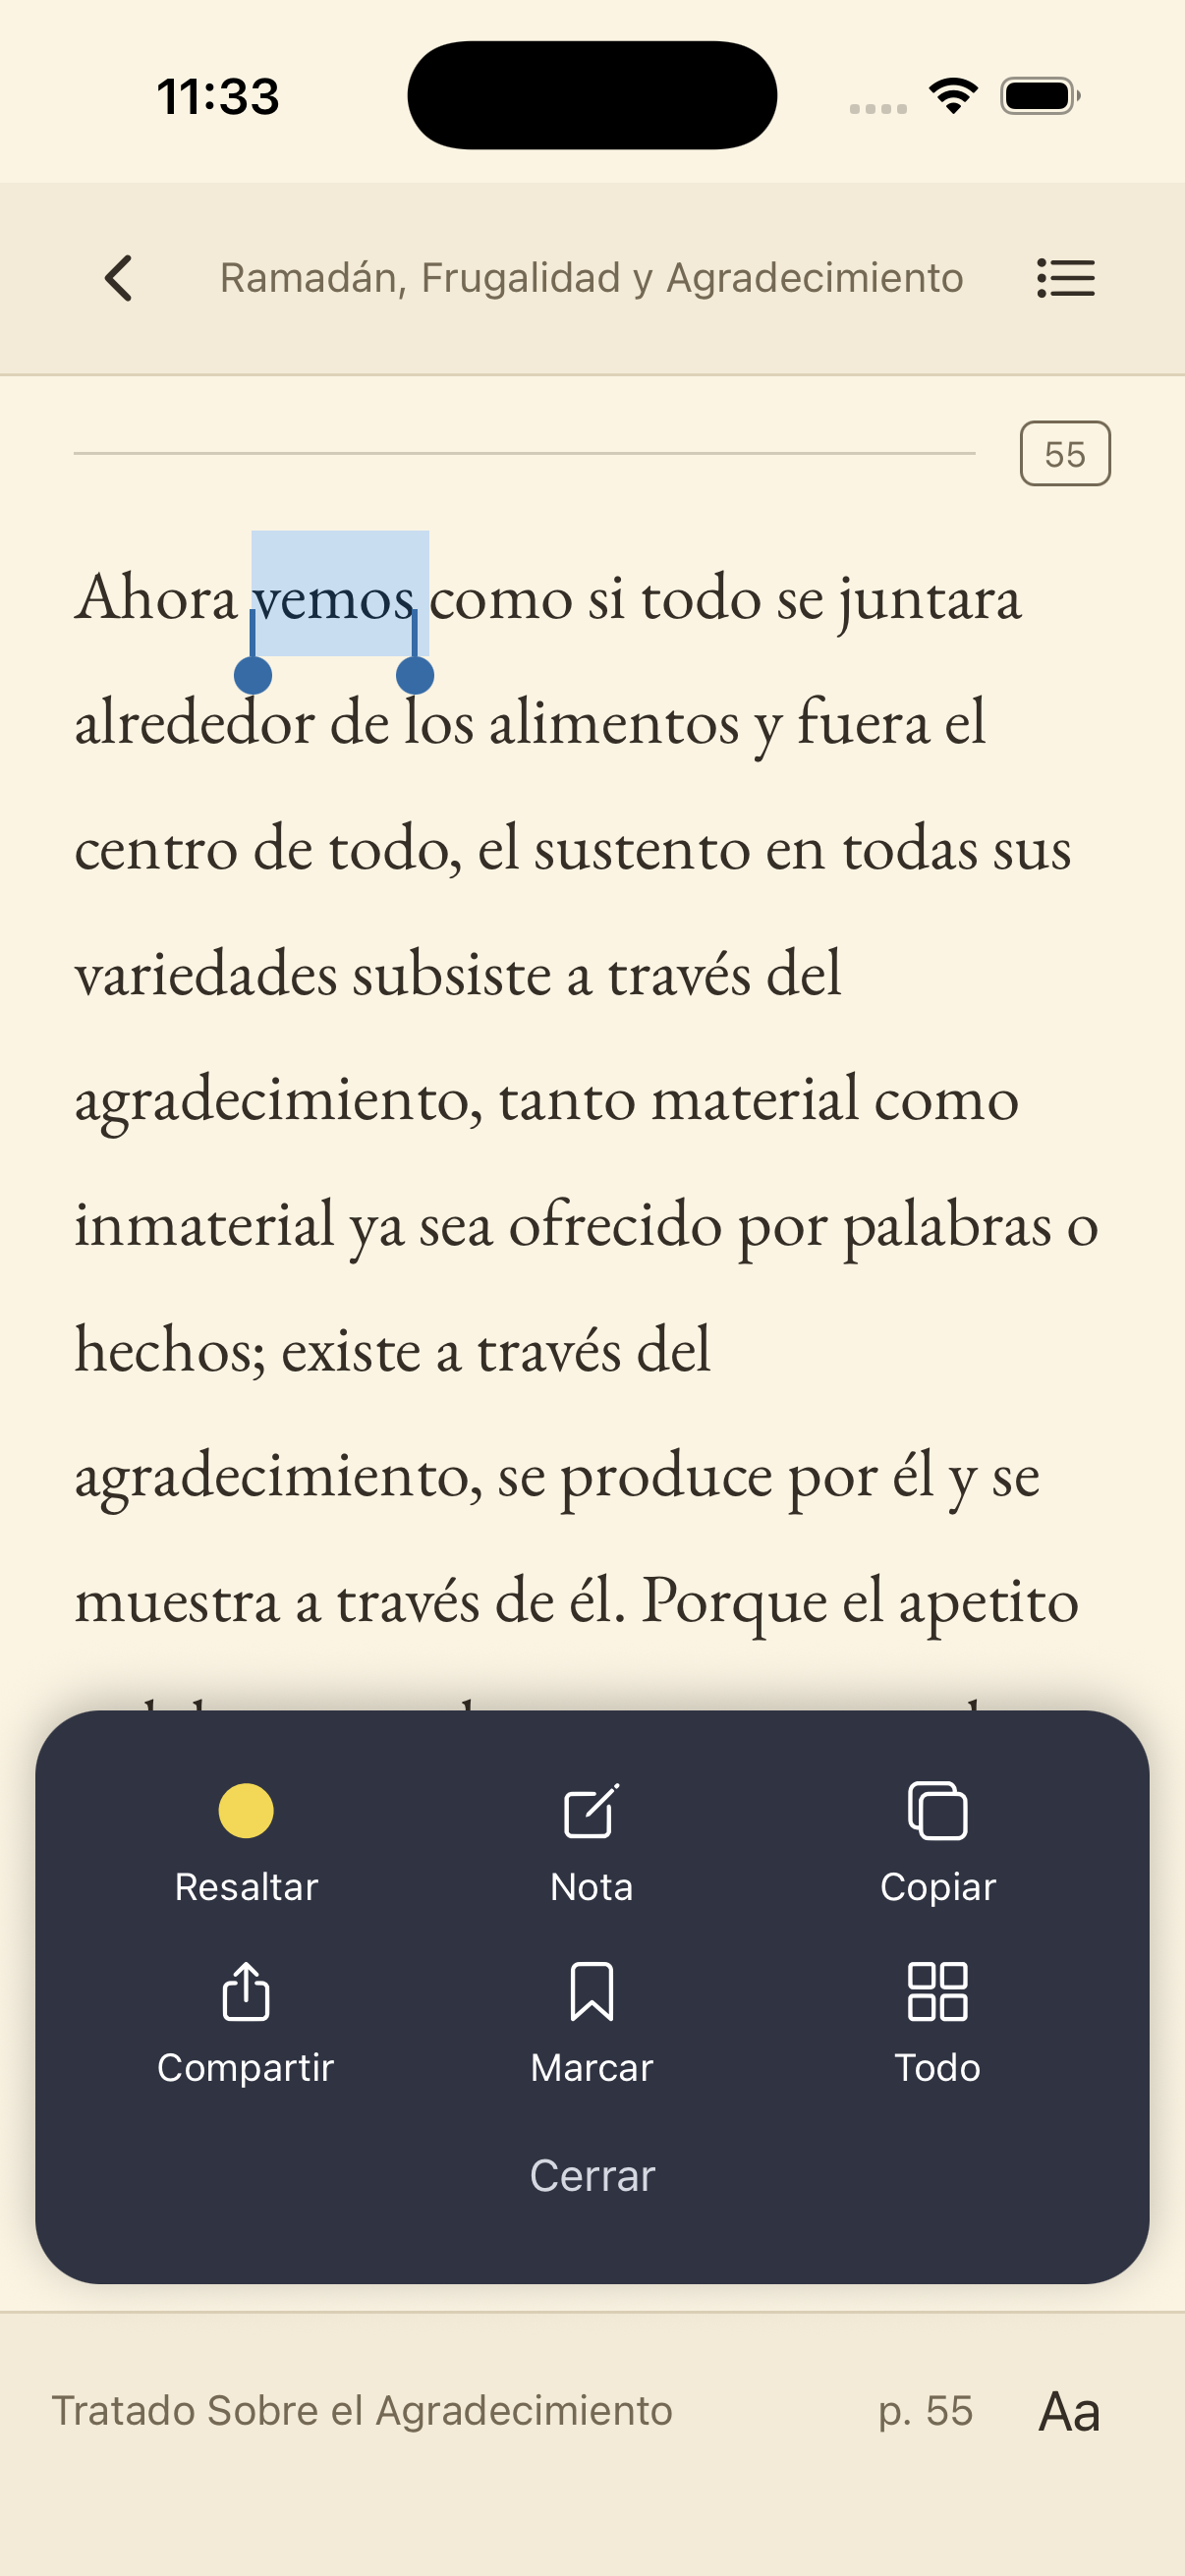 11:33
Ramadán, Frugalidad y Agradecimiento
55
Ahora vemos como si todo se juntara
alrededor de los alimentos y fuera el
centro de todo, el sustento en todas sus
variedades subsiste a través del
agradecimiento, tanto material como
inmaterial ya sea ofrecido por palabras o
hechos; existe a través del
agradecimiento, se produce por él y se
muestra a través de él. Porque el apetito
Resaltar
Nota
Copiar
Compartir
Marcar
Todo
Cerrar
Tratado Sobre el Agradecimiento
p. 55
Aa